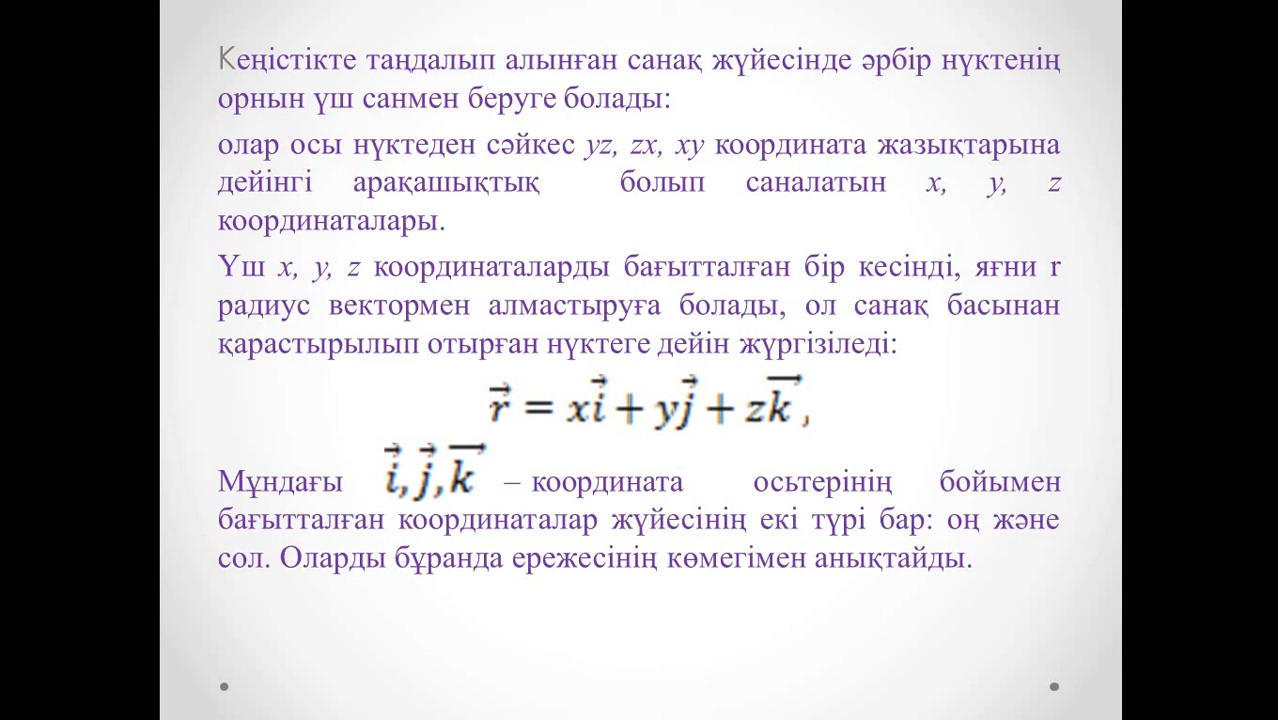 Кеңістікте таңдалып алынған санақ жүйесінде әрбір нүктенің
орнын үш санмен беруге болады:
олар осы нүктеден сәйкес yz, zx, xy координата жазықтарына
дейінгі арақашықтық болып саналатын x, y, z
координаталары.
Үш x, y, z координаталарды бағытталған бір кесінді, яғни r
радиус вектормен алмастыруға болады, ол санақ басынан
қарастырылып отырған нүктеге дейін жүргізіледі:
r⃗ = xi⃗ + yj⃗ + zk⃗ ,
Мұндағы i⃗, j⃗, k⃗ – координата осьтерінің бойымен
бағытталған координаталар жүйесінің екі түрі бар: оң және
сол. Оларды бұранда ережесінің көмегімен анықтайды.